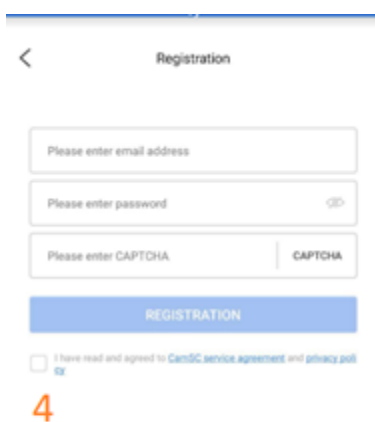 Registration
Please enter email address
Please enter password
Please enter CAPTCHA
CAPTCHA
REGISTRATION
I have read and agreed to CamSC service agreement and privacy poli
cy
4